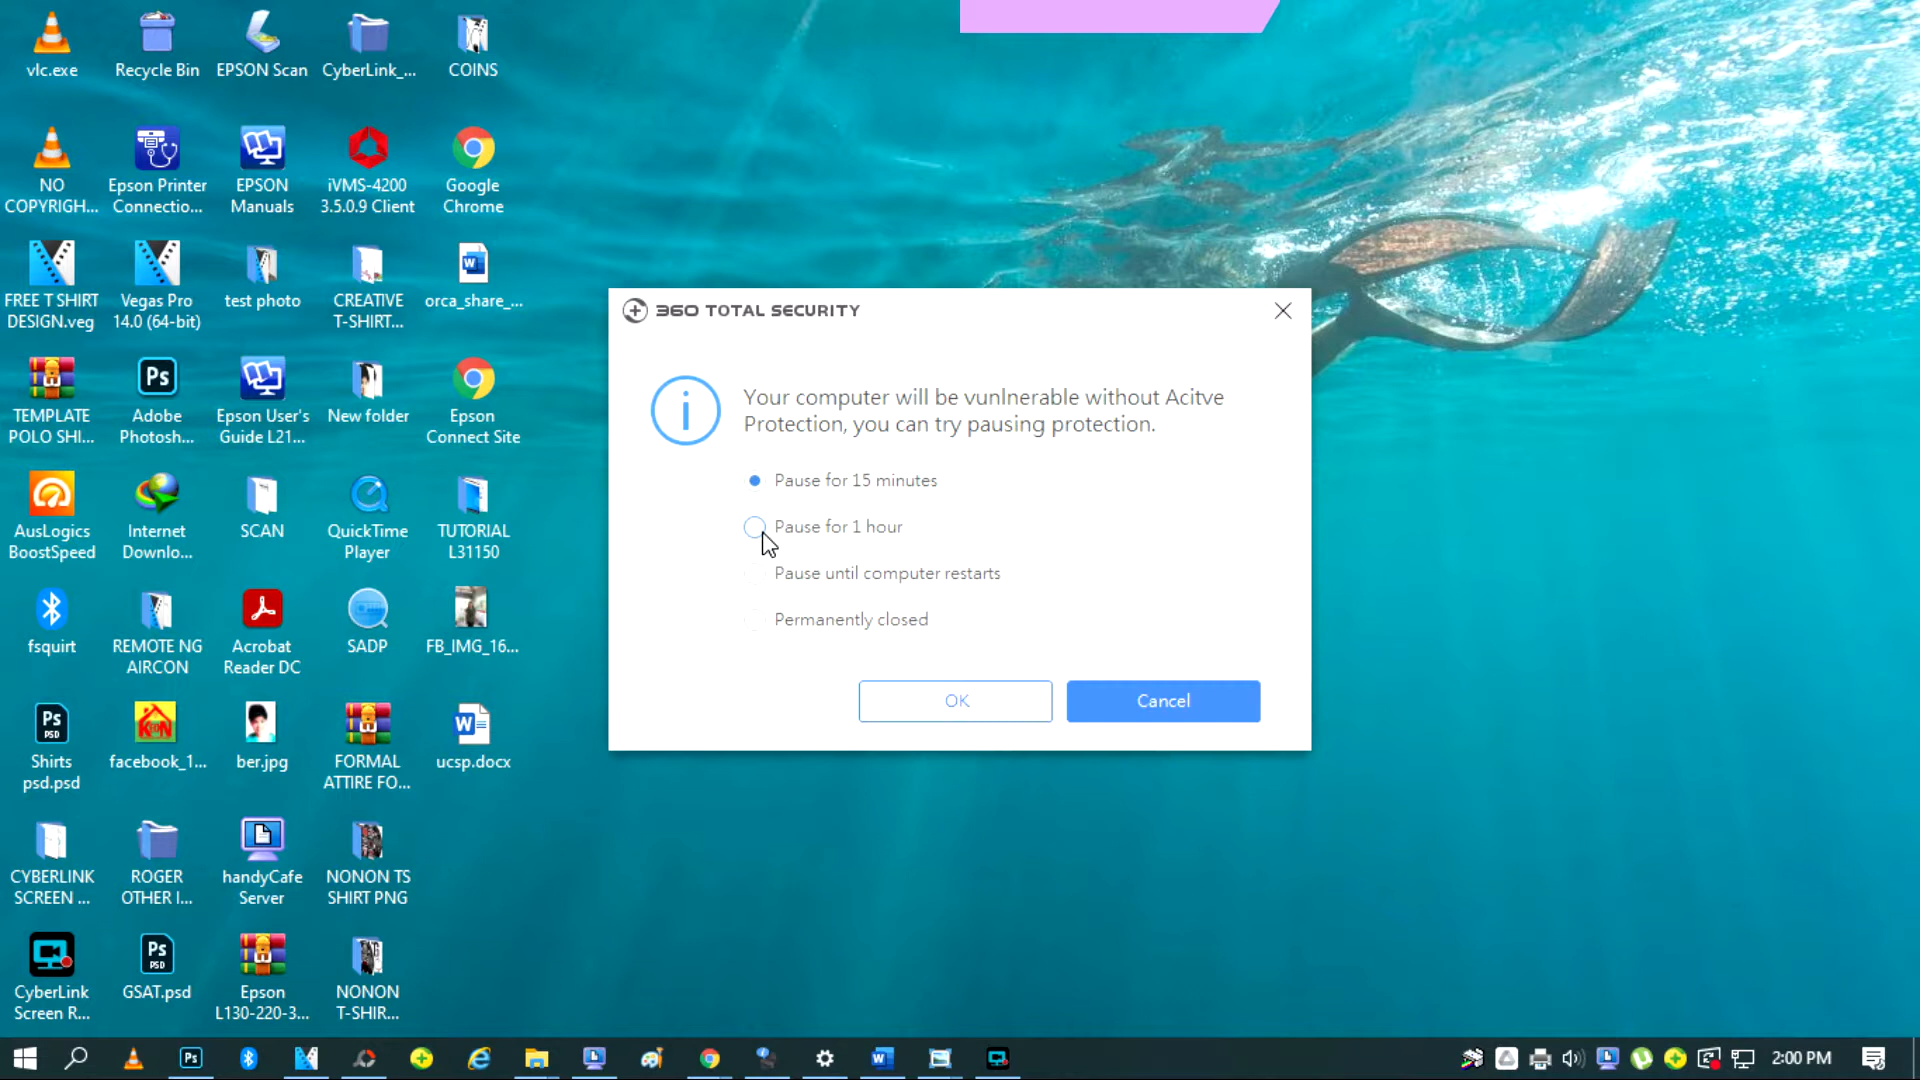 vlc.exe
Recycle Bin
EPSON Scan
CyberLink_...
COINS
NO
COPYRIGH...
Epson Printer
Connectio...
EPSON
Manuals
iVMS-4200
3.5.0.9 Client
Google
Chrome
FREE T SHIRT
DESIGN.veg
Vegas Pro
14.0 (64-bit)
test photo
CREATIVE
T-SHIRT...
orca_share_...
TEMPLATE
POLO SHI...
Ps
Adobe
Photosh...
Epson User's
Guide L21...
New folder
Epson
Connect Site
AusLogics
BoostSpeed
Internet
Downlo...
SCAN
QuickTime
Player
TUTORIAL
L31150
fsquirt
REMOTE NG
AIRCON
Acrobat
Reader DC
SADP
FB_IMG_16...
Ps
PSD
Shirts
psd.psd
facebook_1...
ber.jpg
FORMAL
ATTIRE FO...
ucsp.docx
CYBERLINK
SCREEN ...
ROGER
OTHER I...
handyCafe
Server
NONON TS
SHIRT PNG
CyberLink
Screen R...
Ps
PSD
GSAT.psd
Epson
L130-220-3...
NONON
T-SHIR...
360 TOTAL SECURITY
Your computer will be vunlnerable without Acitve
Protection, you can try pausing protection.
Pause for 15 minutes
Pause for 1 hour
Pause until computer restarts
Permanently closed
OK
Cancel
Ps
2:00 PM